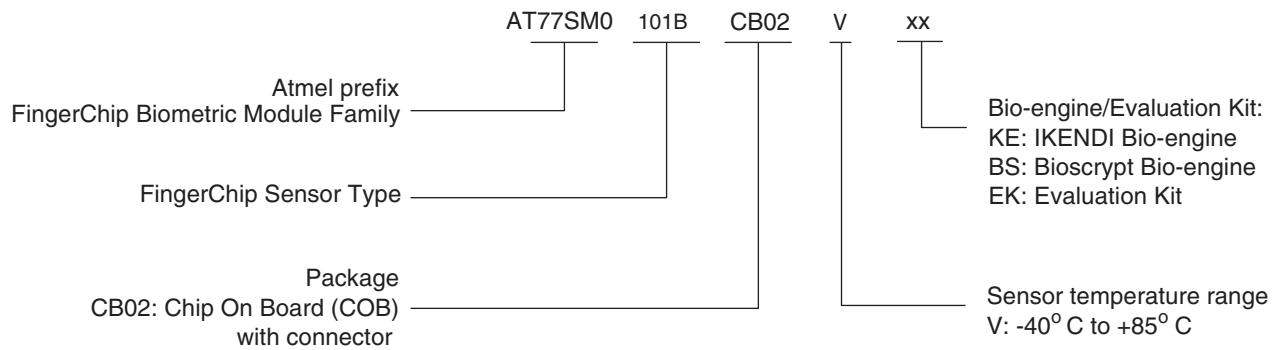 AT77SM0 101B CB02 V xx
Atmel prefix
FingerChip Biometric Module Family
FingerChip Sensor Type
Package
CB02: Chip On Board (COB)
with connector
Bio-engine/Evaluation Kit:
KE: IKENDI Bio-engine
BS: Bioscrypt Bio-engine
EK: Evaluation Kit
Sensor temperature range
V: -40° C to +85° C